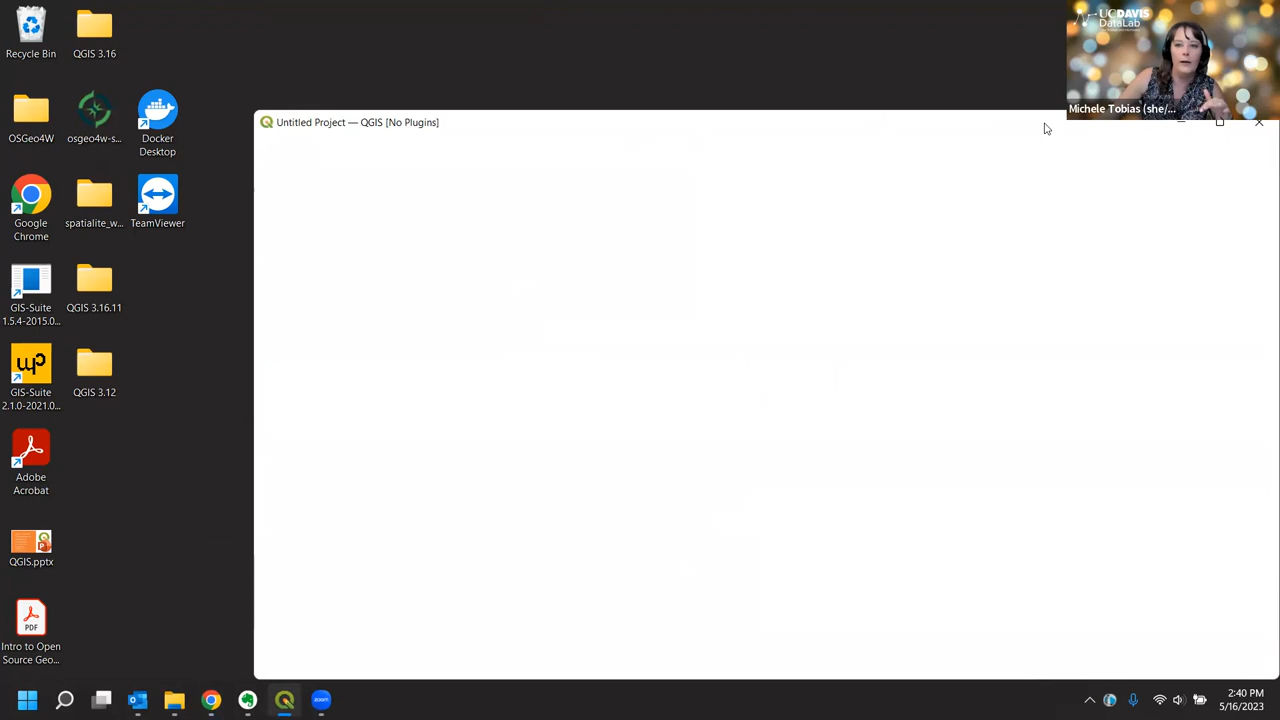 Recycle Bin
QGIS 3.16
OSGeo4W
osgeo4w-s...
Docker
Desktop
Google
Chrome
spatialite_w...
TeamViewer
GIS-Suite
1.5.4-2015.0...
QGIS 3.16.11
GIS-Suite
2.1.0-2021.0...
QGIS 3.12
Adobe
Acrobat
QGIS.pptx
PDF
Intro to Open
Source Geo...
Untitled Project — QGIS [No Plugins]
UCDAVIS
DataLab
Michele Tobias (she/...
zoom
2:40 PM
5/16/2023